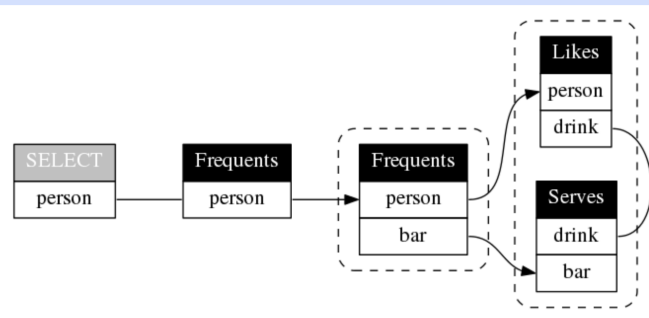 SELECT
person
Frequents
person
Frequents
person
bar
Likes
person
drink
Serves
drink
bar